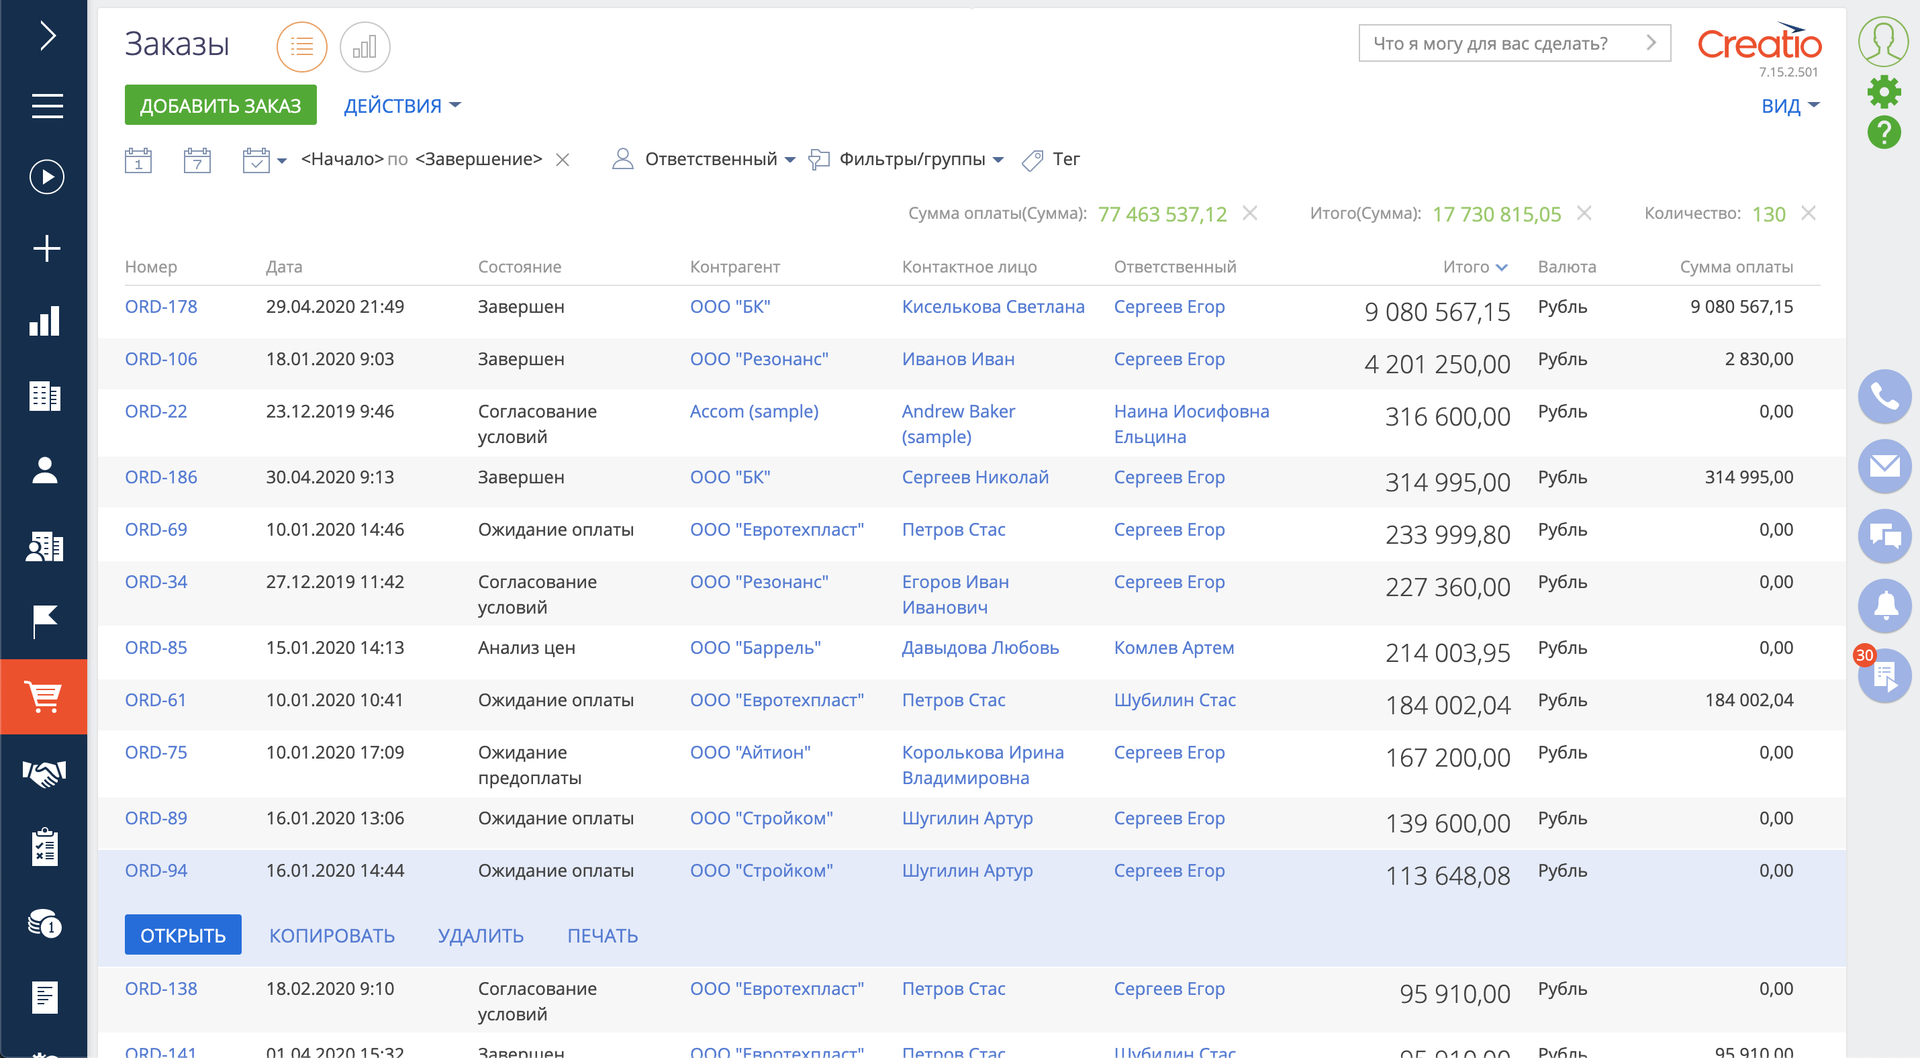 Заказы
Что я могу для вас сделать?
Creatio
7.15.2.501
ДОБАВИТЬ ЗАКАЗ ДЕЙСТВИЯ ВИД
1 7 <Начало> по <Завершение> Ответственный Фильтры/группы Тег
Сумма оплаты(Сумма): 77 463 537,12 Итого(Сумма): 17 730 815,05 Количество: 130
Номер Дата Состояние Контрагент Контактное лицо Ответственный Итого Валюта Сумма оплаты
ORD-178 29.04.2020 21:49 Завершен ООО "БК" Киселькова Светлана Сергеев Егор 9 080 567,15 Рубль 9 080 567,15
ORD-106 18.01.2020 9:03 Завершен ООО "Резонанс" Иванов Иван Сергеев Егор 4 201 250,00 Рубль 2 830,00
ORD-22 23.12.2019 9:46 Согласование Accom (sample) Andrew Baker Наина Иосифовна 316 600,00 Рубль 0,00
условий (sample) Ельцина
ORD-186 30.04.2020 9:13 Завершен ООО "БК" Сергеев Николай Сергеев Егор 314 995,00 Рубль 314 995,00
ORD-69 10.01.2020 14:46 Ожидание оплаты ООО "Евротехпласт" Петров Стас Сергеев Егор 233 999,80 Рубль 0,00
ORD-34 27.12.2019 11:42 Согласование ООО "Резонанс" Егоров Иван Сергеев Егор 227 360,00 Рубль 0,00
условий Иванович
ORD-85 15.01.2020 14:13 Анализ цен ООО "Баррель" Давыдова Любовь Комлев Артем 214 003,95 Рубль 0,00
30
ORD-61 10.01.2020 10:41 Ожидание оплаты ООО "Евротехпласт" Петров Стас Шубилин Стас 184 002,04 Рубль 184 002,04
ORD-75 10.01.2020 17:09 Ожидание ООО "Айтион" Королькова Ирина Сергеев Егор 167 200,00 Рубль 0,00
предоплаты Владимировна
ORD-89 16.01.2020 13:06 Ожидание оплаты ООО "Стройком" Шугилин Артур Сергеев Егор 139 600,00 Рубль 0,00
ORD-94 16.01.2020 14:44 Ожидание оплаты ООО "Стройком" Шугилин Артур Сергеев Егор 113 648,08 Рубль 0,00
1
ОТКРЫТЬ КОПИРОВАТЬ УДАЛИТЬ ПЕЧАТЬ
ORD-138 18.02.2020 9:10 Согласование ООО "Евротехпласт" Петров Стас Сергеев Егор 95 910,00 Рубль 0,00
условий
ORD-141 01.04.2020 15:32 Завершен ООО "Евротехпласт" Петров Стас Шубилин Стас 95 910,00 Рубль 95 910,00